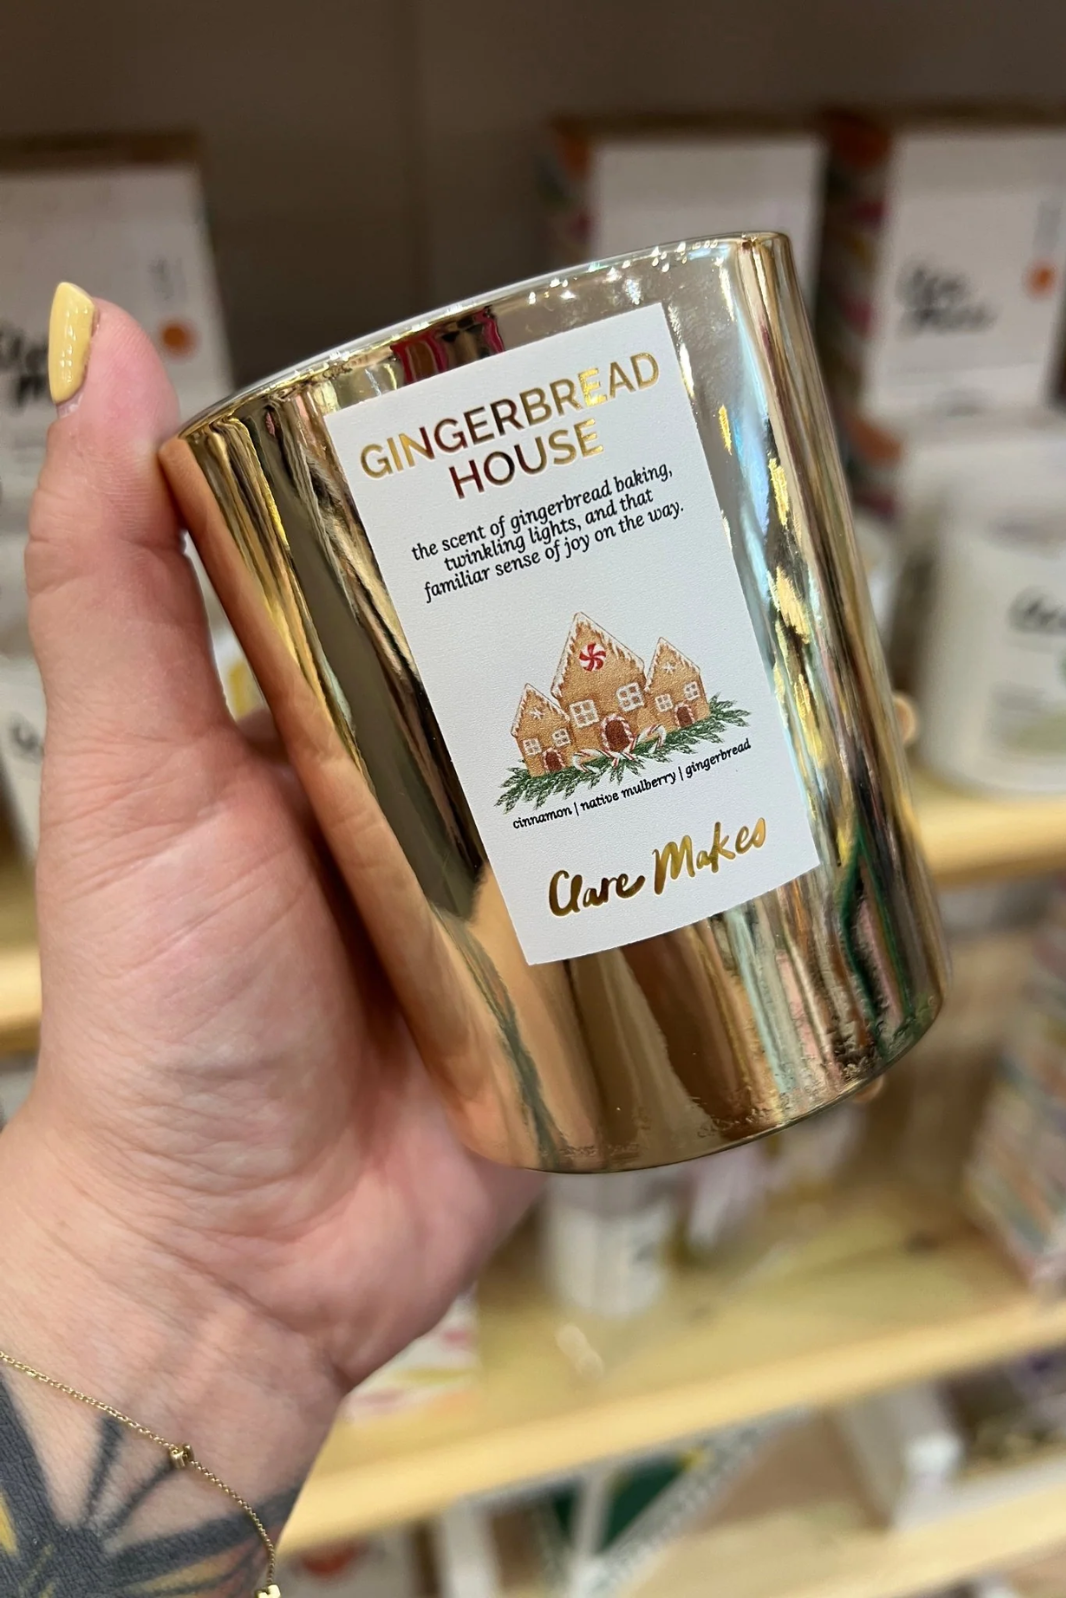 GINGERBREAD
HOUSE
the scent of gingerbread baking,
twinkling lights, and that
familiar sense of joy on the way.
cinnamon | native mulberry | gingerbread
Clare Makes